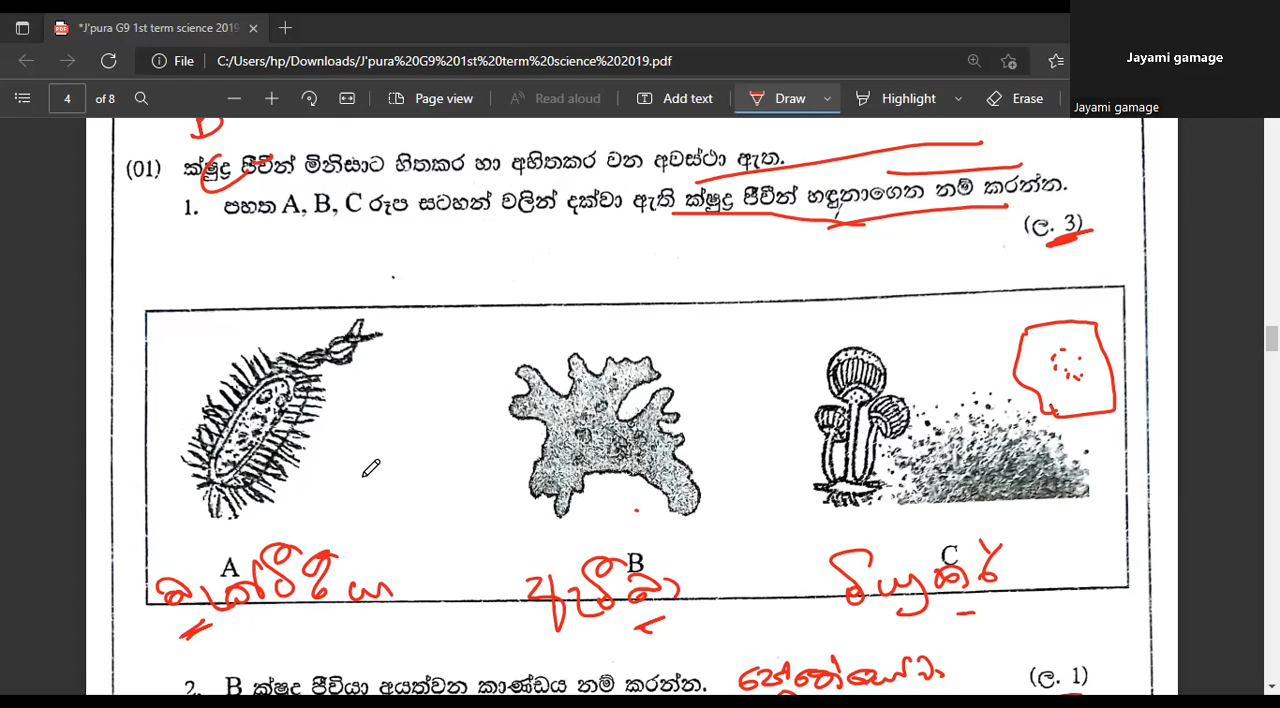 *J'pura G9 1st term science 2019
File C:/Users/hp/Downloads/J'pura%20G9%201st%20term%20science%202019.pdf
Jayami gamage
Jayami gamage
4 of 8 Page view Read aloud Add text Draw Highlight Erase
D
(01) ක්ෂුද්‍ර ජීවීන් මිනිසාට හිතකර හා අහිතකර වන අවස්ථා ඇත.
1. පහත A, B, C රූප සටහන් වලින් දක්වා ඇති ක්ෂුද්‍ර ජීවීන් හඳුනාගෙන නම් කරන්න.
(ල. 3)
A B C
බැක්ටීරියා ඇමීබා මියුකර්
2. B ක්ෂුද්‍ර ජීවියා අයත්වන කාණ්ඩය නම් කරන්න. (ල. 1)